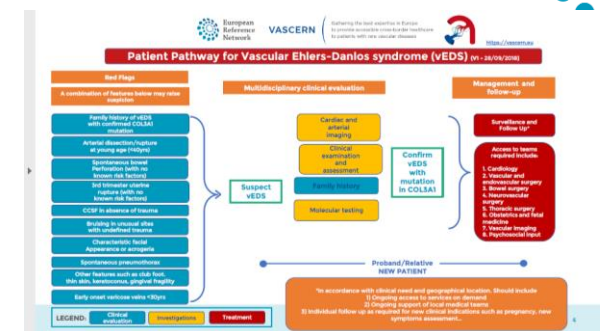 European
Reference
Network
VASCERN
Gathering the best expertise in Europe
to provide accessible cross-border healthcare
to patients with rare vascular diseases
https://vascern.eu
Patient Pathway for Vascular Ehlers-Danlos syndrome (vEDS) (V1 - 28/09/2018)
Red Flags
A combination of features below may raise
suspicion
Family history of vEDS
with confirmed COL3A1
mutation
Arterial dissection/rupture
at young age (<40yrs)
Spontaneous bowel
Perforation (with no
known risk factors)
3rd trimaster uterine
rupture (with no
known risk factors)
CCSF in absence of trauma
Bruising in unusual sites
with undefined trauma
Characteristic facial
Appearance or acrogeria
Spontaneous pneumothorax
Other features such as club foot,
thin skin, keratoconus, gingival fragility
Early onset varicose veins <30yrs
Suspect
vEDS
Multidisciplinary clinical evaluation
Cardiac and
arterial
imaging
Clinical
examination
and
assessment
Family history
Molecular testing
Confirm
vEDS
with
mutation
in COL3A1
Management and
follow-up
Surveillance and
Follow Up*
Access to teams
required include:
1. Cardiology
2. Vascular and
endovascular surgery
3. Bowel surgery
4. Neurovascular
surgery
5. Thoracic surgery
6. Obstetrics and fetal
medicine
7. Vascular imaging
8. Psychosocial input
Proband/Relative
NEW PATIENT
*In accordance with clinical need and geographical location. Should include
1) Ongoing access to services on demand
2) Ongoing support of local medical teams
3) Individual follow up as required for new clinical indications such as pregnancy, new
symptoms assessment...
LEGEND:
Clinical
evaluation
Investigations
Treatment